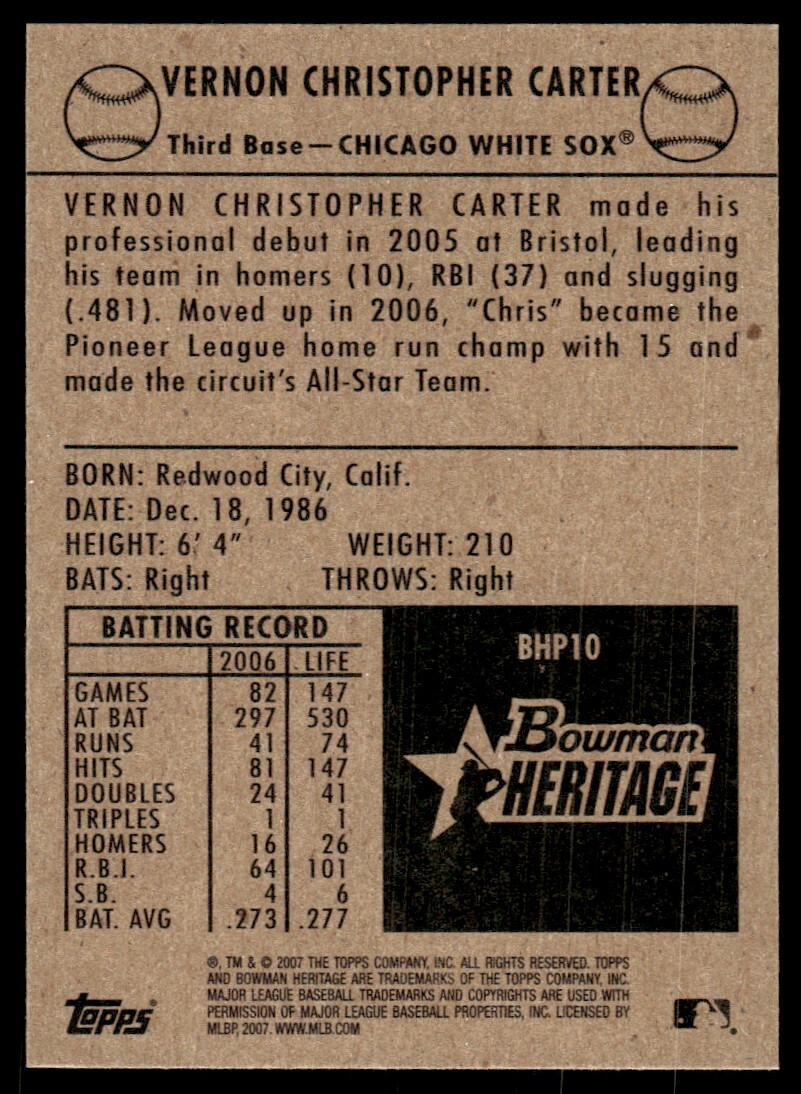 VERNON CHRISTOPHER CARTER
Third Base—CHICAGO WHITE SOX®
VERNON CHRISTOPHER CARTER made his
professional debut in 2005 at Bristol, leading
his team in homers (10), RBI (37) and slugging
(.481). Moved up in 2006, "Chris" became the
Pioneer League home run champ with 15 and
made the circuit's All-Star Team.
BORN: Redwood City, Calif.
DATE: Dec. 18, 1986
HEIGHT: 6' 4" WEIGHT: 210
BATS: Right THROWS: Right
BATTING RECORD
2006 LIFE
GAMES 82 147
AT BAT 297 530
RUNS 41 74
HITS 81 147
DOUBLES 24 41
TRIPLES 1 1
HOMERS 16 26
R.B.I. 64 101
S.B. 4 6
BAT. AVG .273 .277
BHP10
Bowman
HERITAGE
®, TM & © 2007 THE TOPPS COMPANY, INC. ALL RIGHTS RESERVED. TOPPS
AND BOWMAN HERITAGE ARE TRADEMARKS OF THE TOPPS COMPANY, INC.
MAJOR LEAGUE BASEBALL TRADEMARKS AND COPYRIGHTS ARE USED WITH
PERMISSION OF MAJOR LEAGUE BASEBALL PROPERTIES, INC. LICENSED BY
MLBP, 2007. WWW.MLB.COM
Topps®